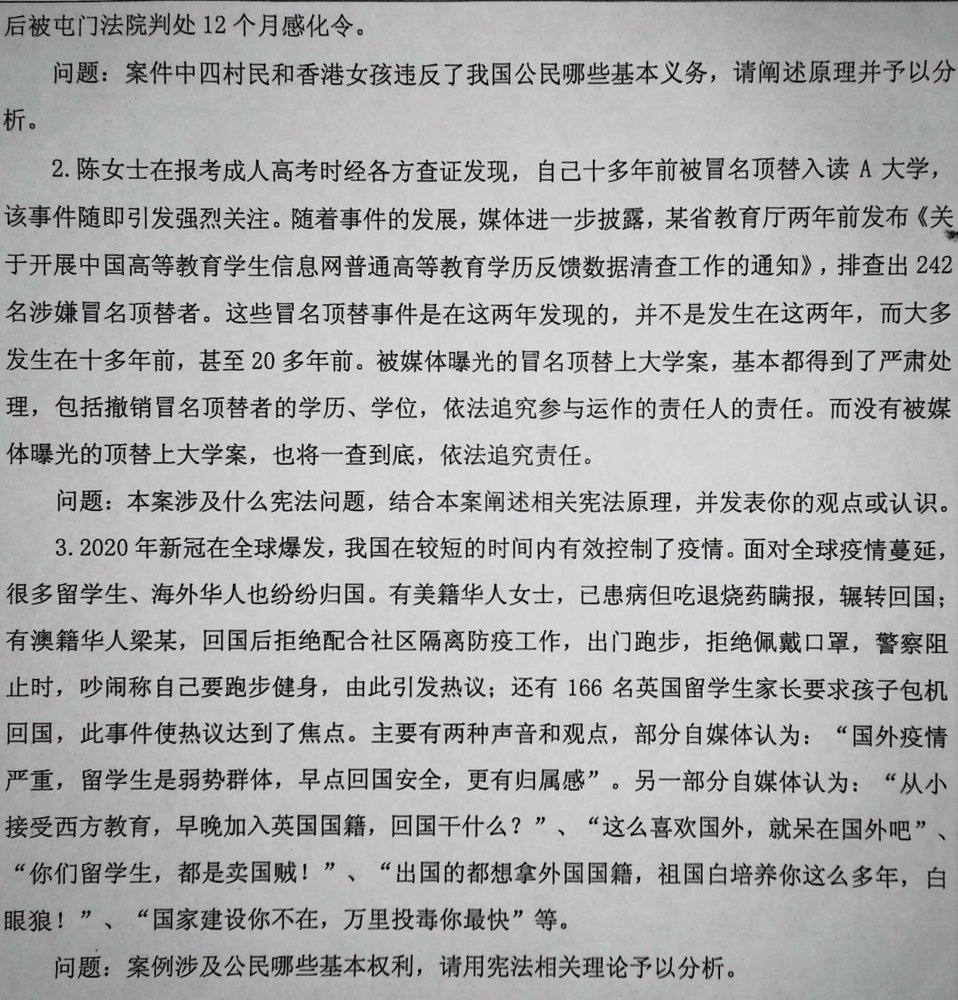 后被屯门法院判处 12 个月感化令。
问题：案件中四村民和香港女孩违反了我国公民哪些基本义务，请阐述原理并予以分
析。
2.陈女士在报考成人高考时经各方查证发现，自己十多年前被冒名顶替入读 A 大学，
该事件随即引发强烈关注。随着事件的发展，媒体进一步披露，某省教育厅两年前发布《关
于开展中国高等教育学生信息网普通高等教育学历反馈数据清查工作的通知》，排查出 242
名涉嫌冒名顶替者。这些冒名顶替事件是在这两年发现的，并不是发生在这两年，而大多
发生在十多年前，甚至 20 多年前。被媒体曝光的冒名顶替上大学案，基本都得到了严肃处
理，包括撤销冒名顶替者的学历、学位，依法追究参与运作的责任人的责任。而没有被媒
体曝光的顶替上大学案，也将一查到底，依法追究责任。
问题：本案涉及什么宪法问题，结合本案阐述相关宪法原理，并发表你的观点或认识。
3.2020 年新冠在全球爆发，我国在较短的时间内有效控制了疫情。面对全球疫情蔓延，
很多留学生、海外华人也纷纷归国。有美籍华人女士，已患病但吃退烧药瞒报，辗转回国；
有澳籍华人梁某，回国后拒绝配合社区隔离防疫工作，出门跑步，拒绝佩戴口罩，警察阻
止时，吵闹称自己要跑步健身，由此引发热议；还有 166 名英国留学生家长要求孩子包机
回国，此事件使热议达到了焦点。主要有两种声音和观点，部分自媒体认为：“国外疫情
严重，留学生是弱势群体，早点回国安全，更有归属感”。另一部分自媒体认为：“从小
接受西方教育，早晚加入英国国籍，回国干什么？”、“这么喜欢国外，就呆在国外吧”、
“你们留学生，都是卖国贼！”、“出国的都想拿外国国籍，祖国白培养你这么多年，白
眼狼！”、“国家建设你不在，万里投毒你最快”等。
问题：案例涉及公民哪些基本权利，请用宪法相关理论予以分析。